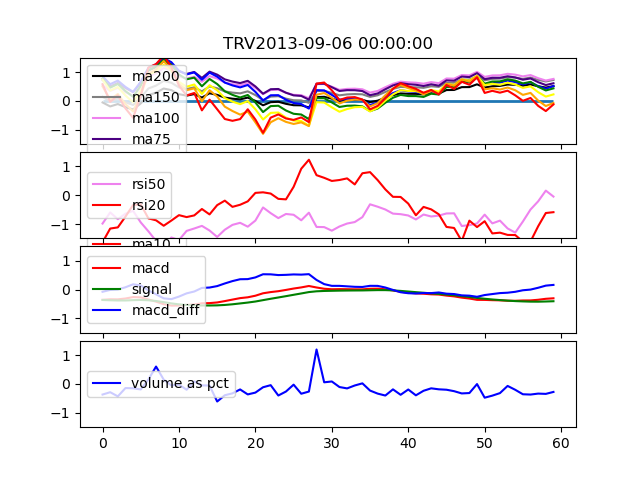 TRV2013-09-06 00:00:00
1
0
−1
ma200
ma150
ma100
ma75
1
0
−1
rsi50
rsi20
ma10
1
0
−1
macd
signal
macd_diff
1
0
−1
volume as pct
0 10 20 30 40 50 60